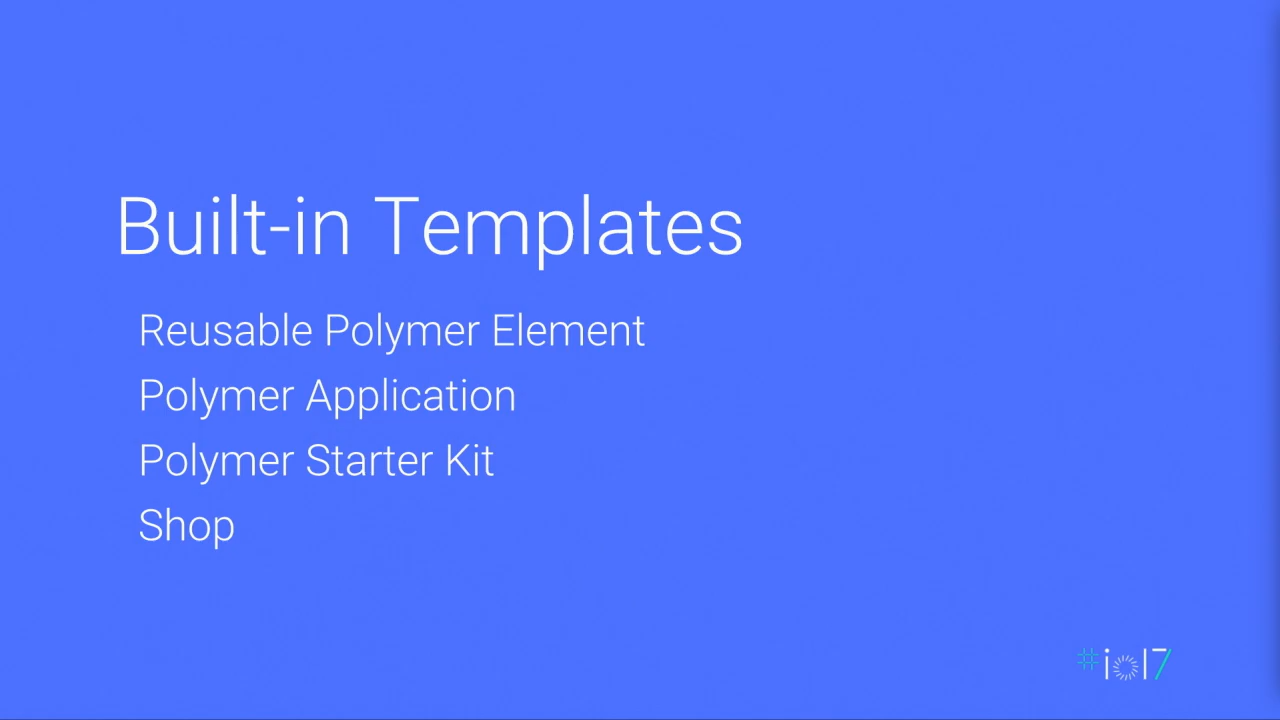 Built-in Templates
Reusable Polymer Element
Polymer Application
Polymer Starter Kit
Shop
#io17